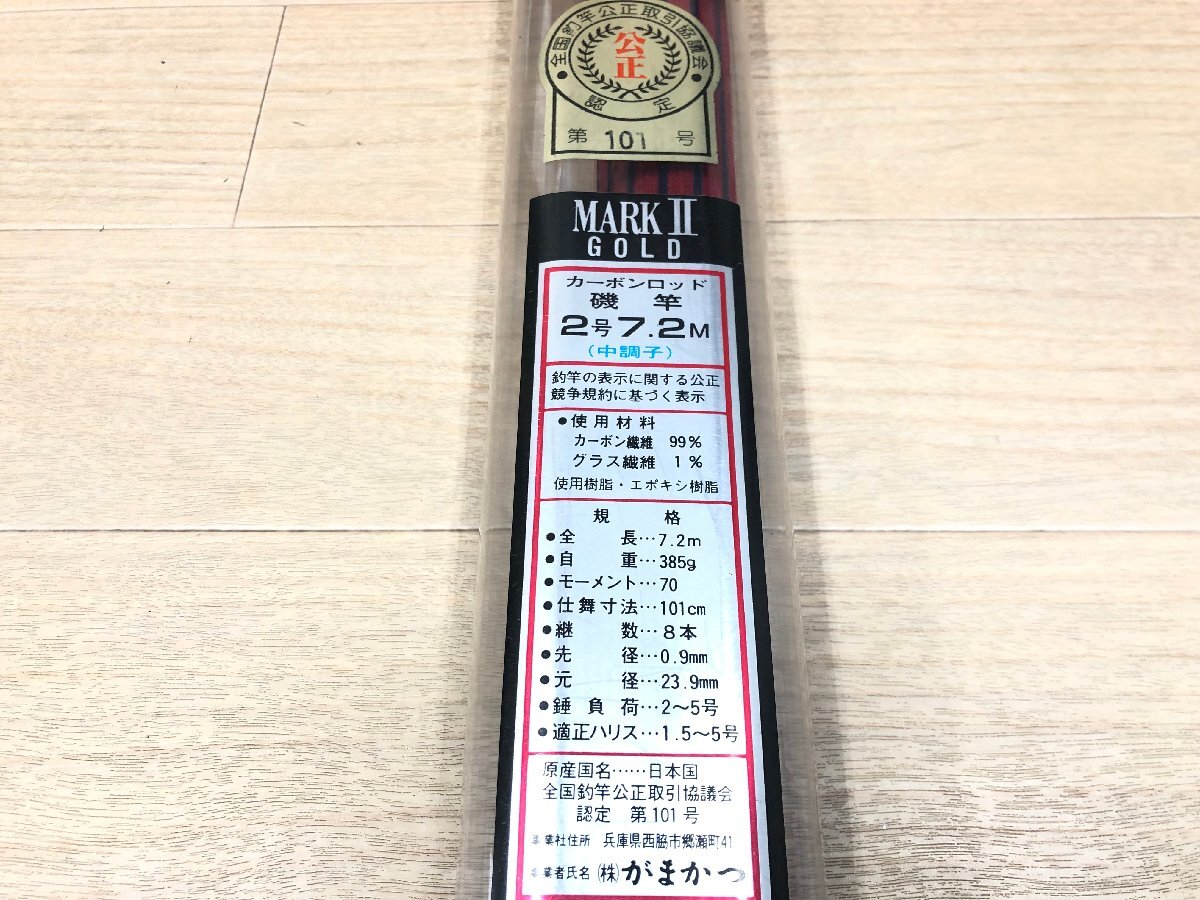 全国釣竿公正取引協議会
公正
認定
第 101 号
MARK II
GOLD
カーボンロッド
磯 竿
2号7.2M
(中調子)
釣竿の表示に関する公正
競争規約に基づく表示
●使用材料
カーボン繊維 99%
グラス繊維 1%
使用樹脂・エポキシ樹脂
規 格
●全 長…7.2m
●自 重…385g
●モーメント…70
●仕舞寸法…101cm
●継 数…8本
●先 径…0.9mm
●元 径…23.9mm
●錘負荷…2〜5号
●適正ハリス…1.5〜5号
原産国名……日本国
全国釣竿公正取引協議会
認定 第101号
事業社住所 兵庫県西脇市郷瀬町41
事業者氏名 (株)がまかつ